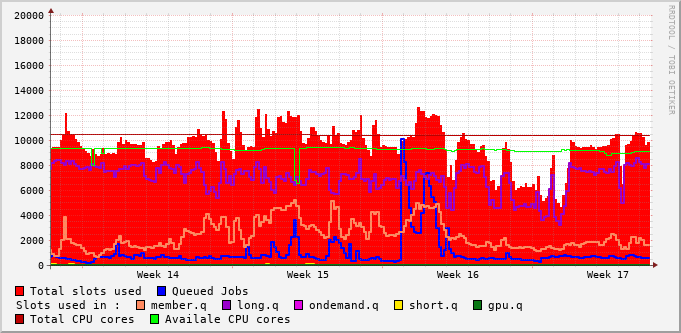 RRDTOOL / TOBI OETIKER
20000
18000
16000
14000
12000
10000
8000
6000
4000
2000
0
Week 14 Week 15 Week 16 Week 17
Total slots used Queued Jobs
Slots used in : member.q long.q ondemand.q short.q gpu.q
Total CPU cores Availale CPU cores